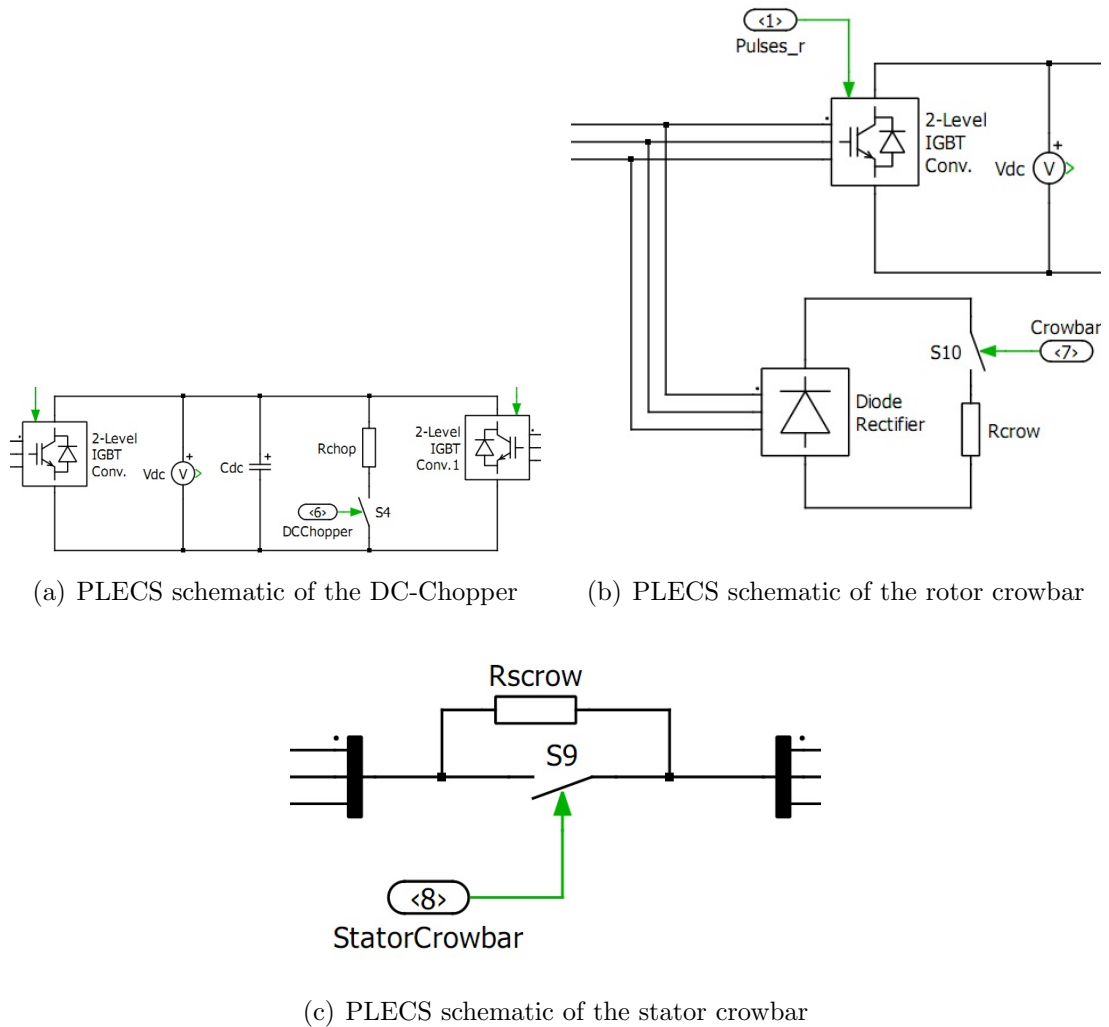 ‹1›
Pulses_r
2-Level
IGBT
Conv.
Vdc
+
V
Crowbar
‹7›
S10
Diode
Rectifier
Rcrow
2-Level
IGBT
Conv.
Vdc
+
V
Cdc
+
Rchop
‹6›
DCChopper
S4
2-Level
IGBT
Conv.1
(a) PLECS schematic of the DC-Chopper
(b) PLECS schematic of the rotor crowbar
Rscrow
S9
‹8›
StatorCrowbar
(c) PLECS schematic of the stator crowbar